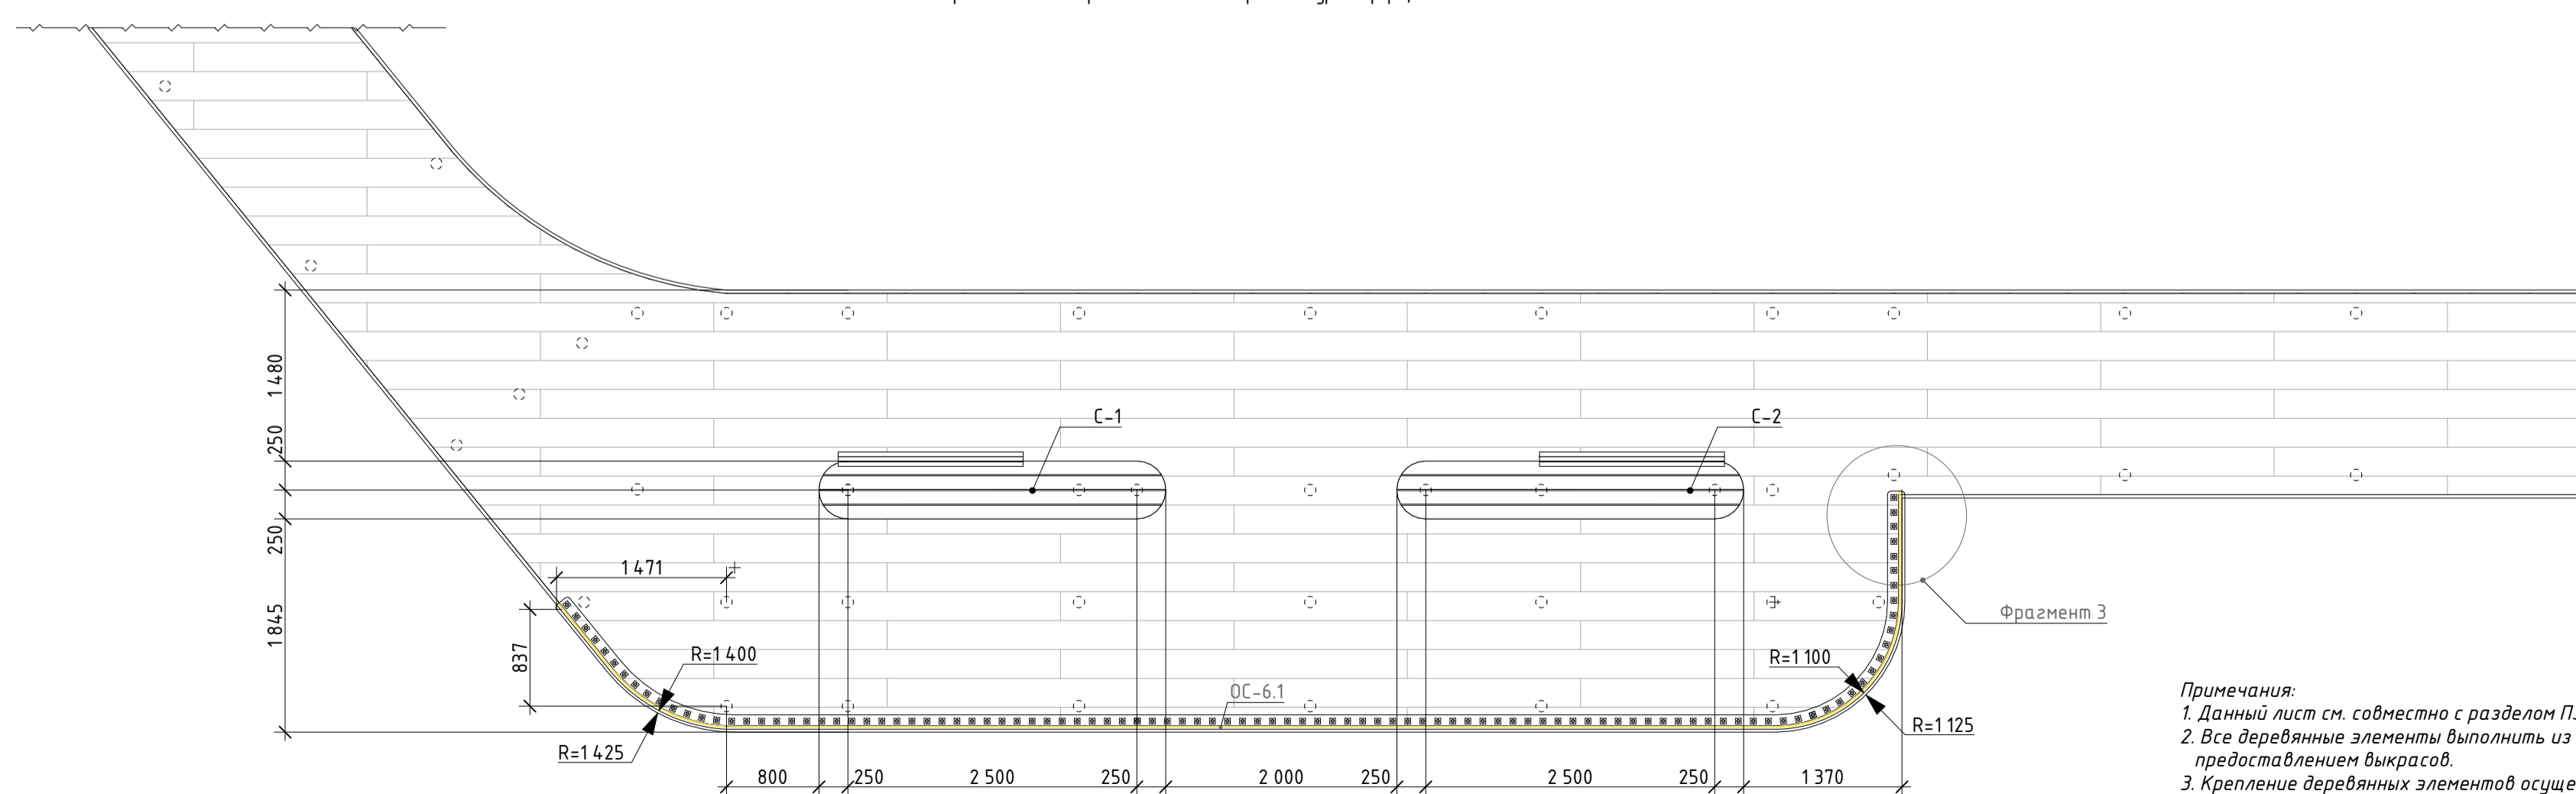 1 480
250
250
1 845
1 471
837
R=1 400
R=1 425
С-1
С-2
ОС-6.1
R=1 100
R=1 125
Фрагмент 3
800
250
2 500
250
2 000
250
2 500
250
1 370
Примечания:
1. Данный лист см. совместно с разделом
2. Все деревянные элементы выполнить из
предоставлением выкрасов.
3. Крепление деревянных элементов